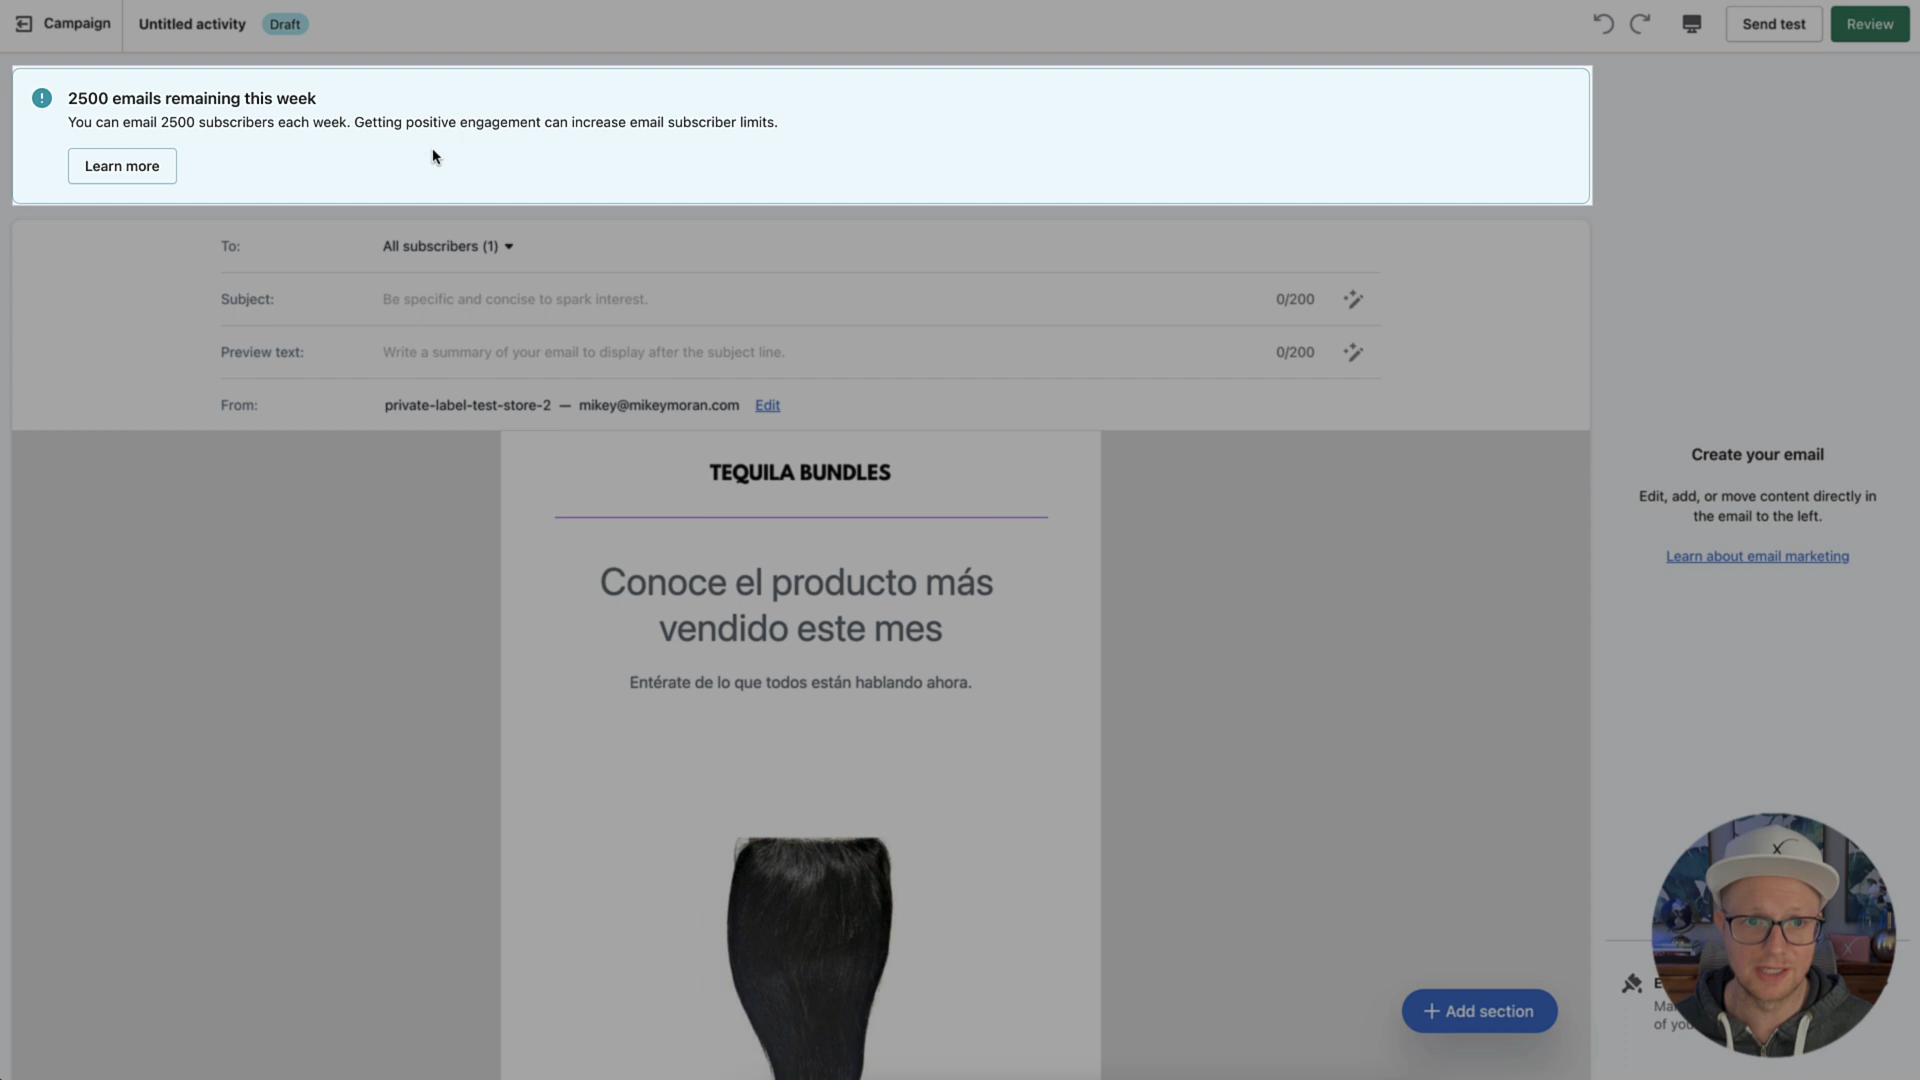 Campaign
Untitled activity
Draft
Send test
Review
2500 emails remaining this week
You can email 2500 subscribers each week. Getting positive engagement can increase email subscriber limits.
Learn more
To:
All subscribers (1)
Subject:
Be specific and concise to spark interest.
0/200
Preview text:
Write a summary of your email to display after the subject line.
0/200
From:
private-label-test-store-2 — mikey@mikeymoran.com
Edit
TEQUILA BUNDLES
Conoce el producto más
vendido este mes
Entérate de lo que todos están hablando ahora.
Create your email
Edit, add, or move content directly in
the email to the left.
Learn about email marketing
+ Add section
of